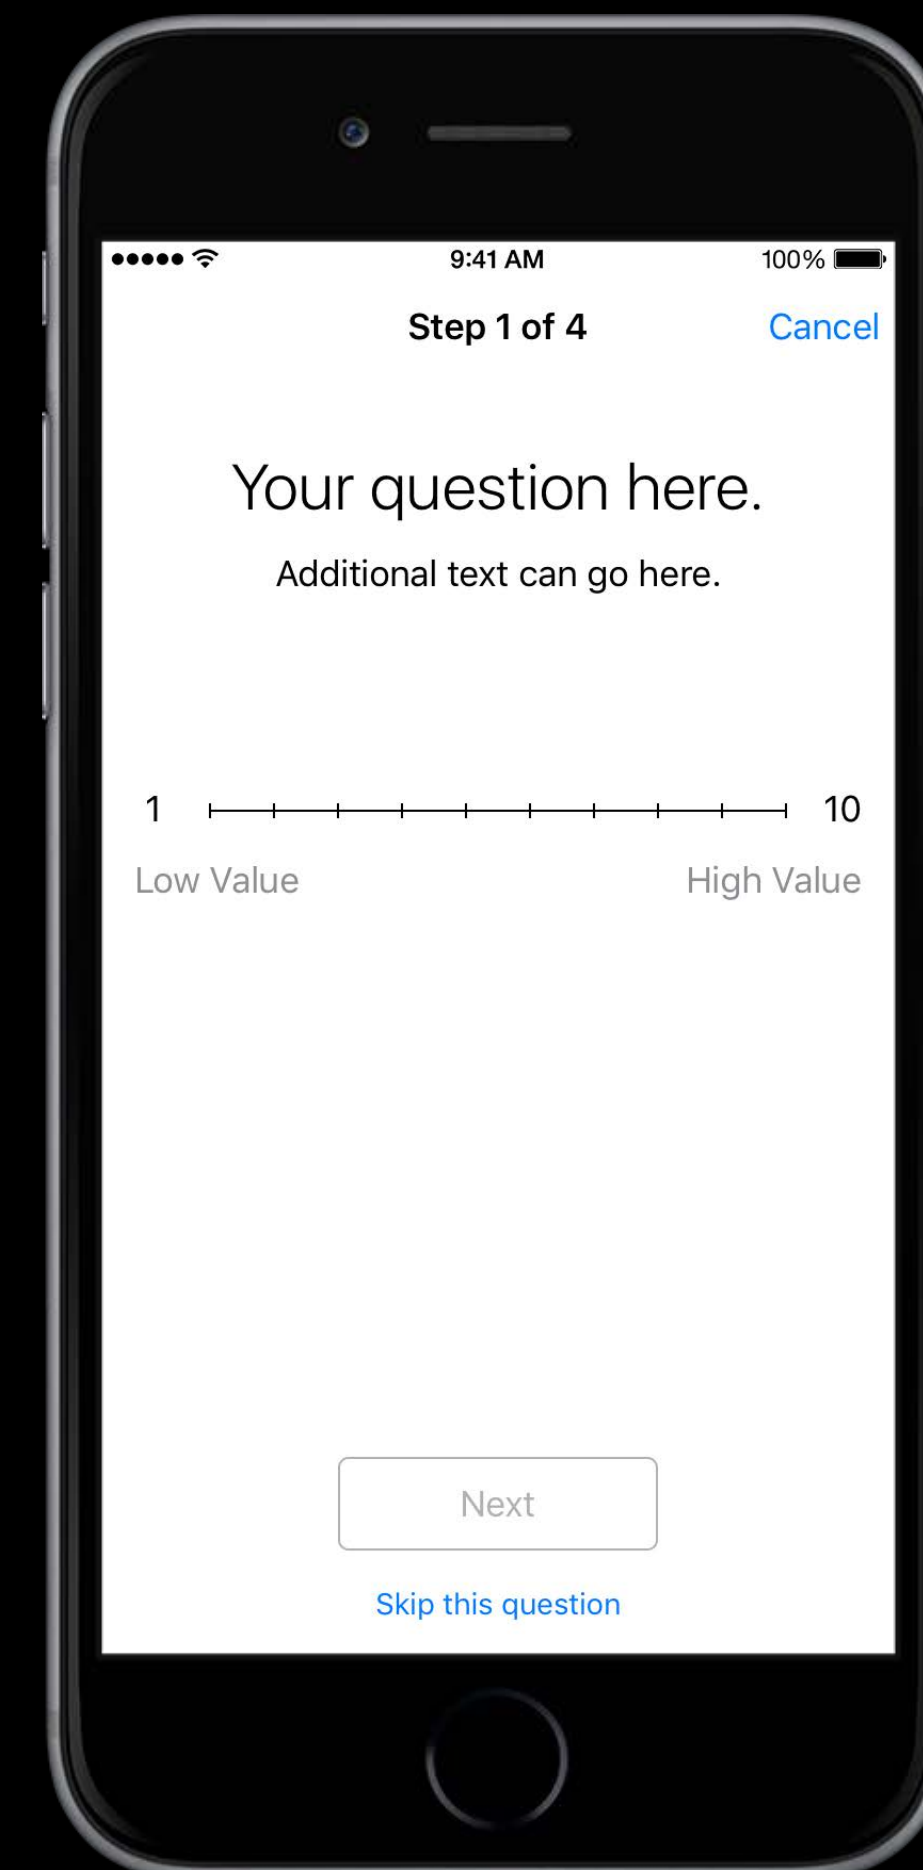 9:41 AM 100%
Step 1 of 4 Cancel
Your question here.
Additional text can go here.
1 10
Low Value High Value
Next
Skip this question